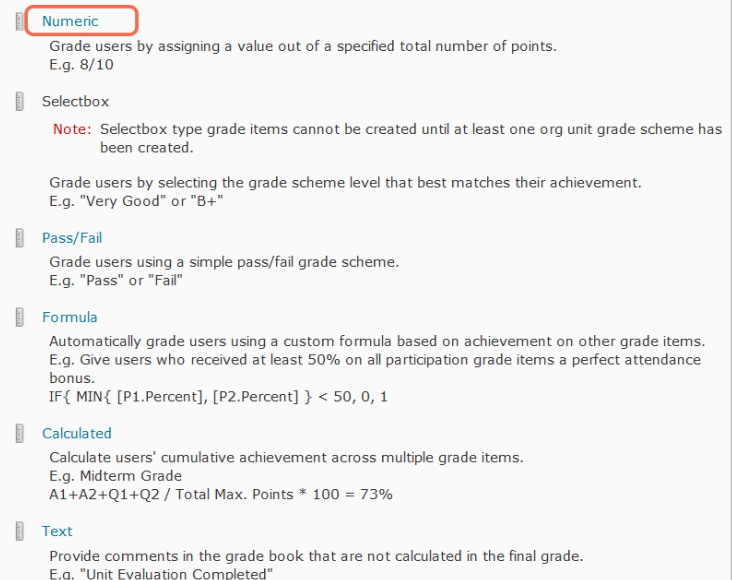 Numeric
Grade users by assigning a value out of a specified total number of points.
E.g. 8/10
Selectbox
Note: Selectbox type grade items cannot be created until at least one org unit grade scheme has
been created.
Grade users by selecting the grade scheme level that best matches their achievement.
E.g. "Very Good" or "B+"
Pass/Fail
Grade users using a simple pass/fail grade scheme.
E.g. "Pass" or "Fail"
Formula
Automatically grade users using a custom formula based on achievement on other grade items.
E.g. Give users who received at least 50% on all participation grade items a perfect attendance
bonus.
IF{ MIN{ [P1.Percent], [P2.Percent] } < 50, 0, 1
Calculated
Calculate users' cumulative achievement across multiple grade items.
E.g. Midterm Grade
A1+A2+Q1+Q2 / Total Max. Points * 100 = 73%
Text
Provide comments in the grade book that are not calculated in the final grade.
E.g. "Unit Evaluation Completed"